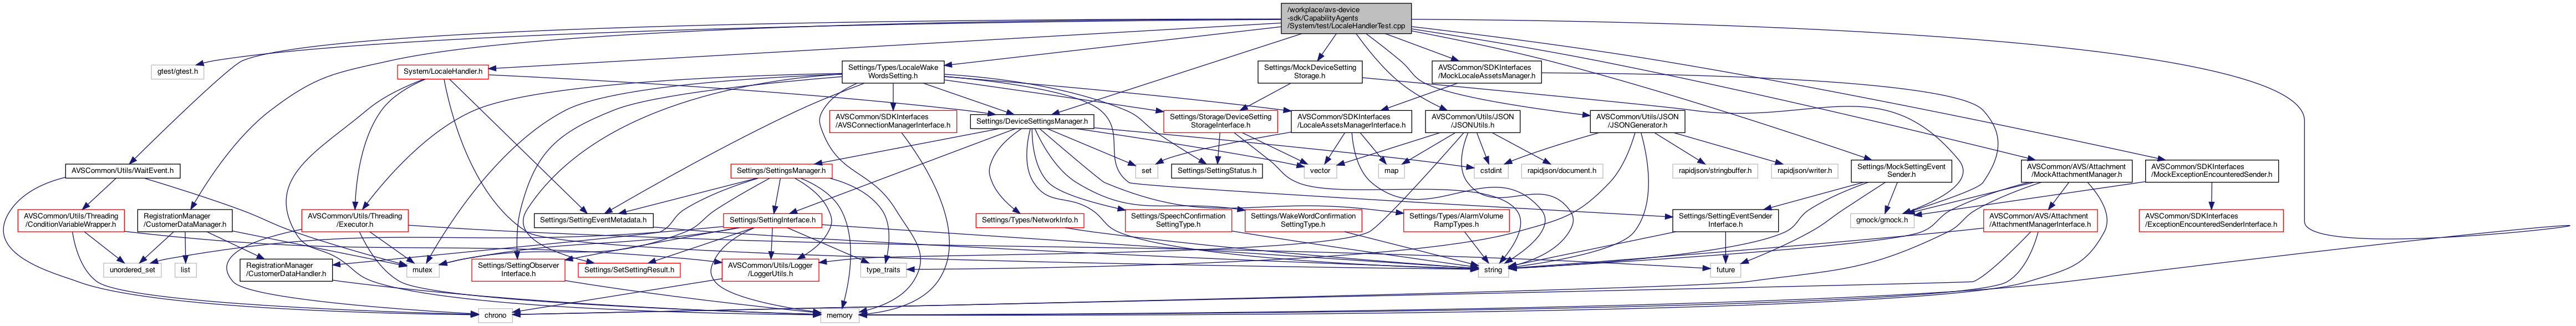 /workplace/avs-device
-sdk/CapabilityAgents
/System/test/LocaleHandlerTest.cpp
gtest/gtest.h
System/LocaleHandler.h
Settings/Types/LocaleWake
WordsSetting.h
Settings/MockDeviceSetting
Storage.h
AVSCommon/SDKInterfaces
/MockLocaleAssetsManager.h
AVSCommon/SDKInterfaces
/AVSConnectionManagerInterface.h
Settings/DeviceSettingsManager.h
Settings/Storage/DeviceSetting
StorageInterface.h
AVSCommon/SDKInterfaces
/LocaleAssetsManagerInterface.h
AVSCommon/Utils/JSON
/JSONUtils.h
AVSCommon/Utils/JSON
/JSONGenerator.h
AVSCommon/Utils/WaitEvent.h
Settings/SettingsManager.h
set
Settings/SettingStatus.h
vector
map
cstdint
rapidjson/document.h
rapidjson/stringbuffer.h
rapidjson/writer.h
Settings/MockSettingEvent
Sender.h
AVSCommon/AVS/Attachment
/MockAttachmentManager.h
AVSCommon/SDKInterfaces
/MockExceptionEncounteredSender.h
AVSCommon/Utils/Threading
/ConditionVariableWrapper.h
RegistrationManager
/CustomerDataManager.h
AVSCommon/Utils/Threading
/Executor.h
Settings/SettingEventMetadata.h
Settings/SettingInterface.h
Settings/Types/NetworkInfo.h
Settings/SpeechConfirmation
SettingType.h
Settings/WakeWordConfirmation
SettingType.h
Settings/Types/AlarmVolume
RampTypes.h
Settings/SettingEventSender
Interface.h
gmock/gmock.h
AVSCommon/AVS/Attachment
/AttachmentManagerInterface.h
AVSCommon/SDKInterfaces
/ExceptionEncounteredSenderInterface.h
unordered_set
list
RegistrationManager
/CustomerDataHandler.h
mutex
Settings/SettingObserver
Interface.h
Settings/SetSettingResult.h
AVSCommon/Utils/Logger
/LoggerUtils.h
type_traits
string
future
chrono
memory